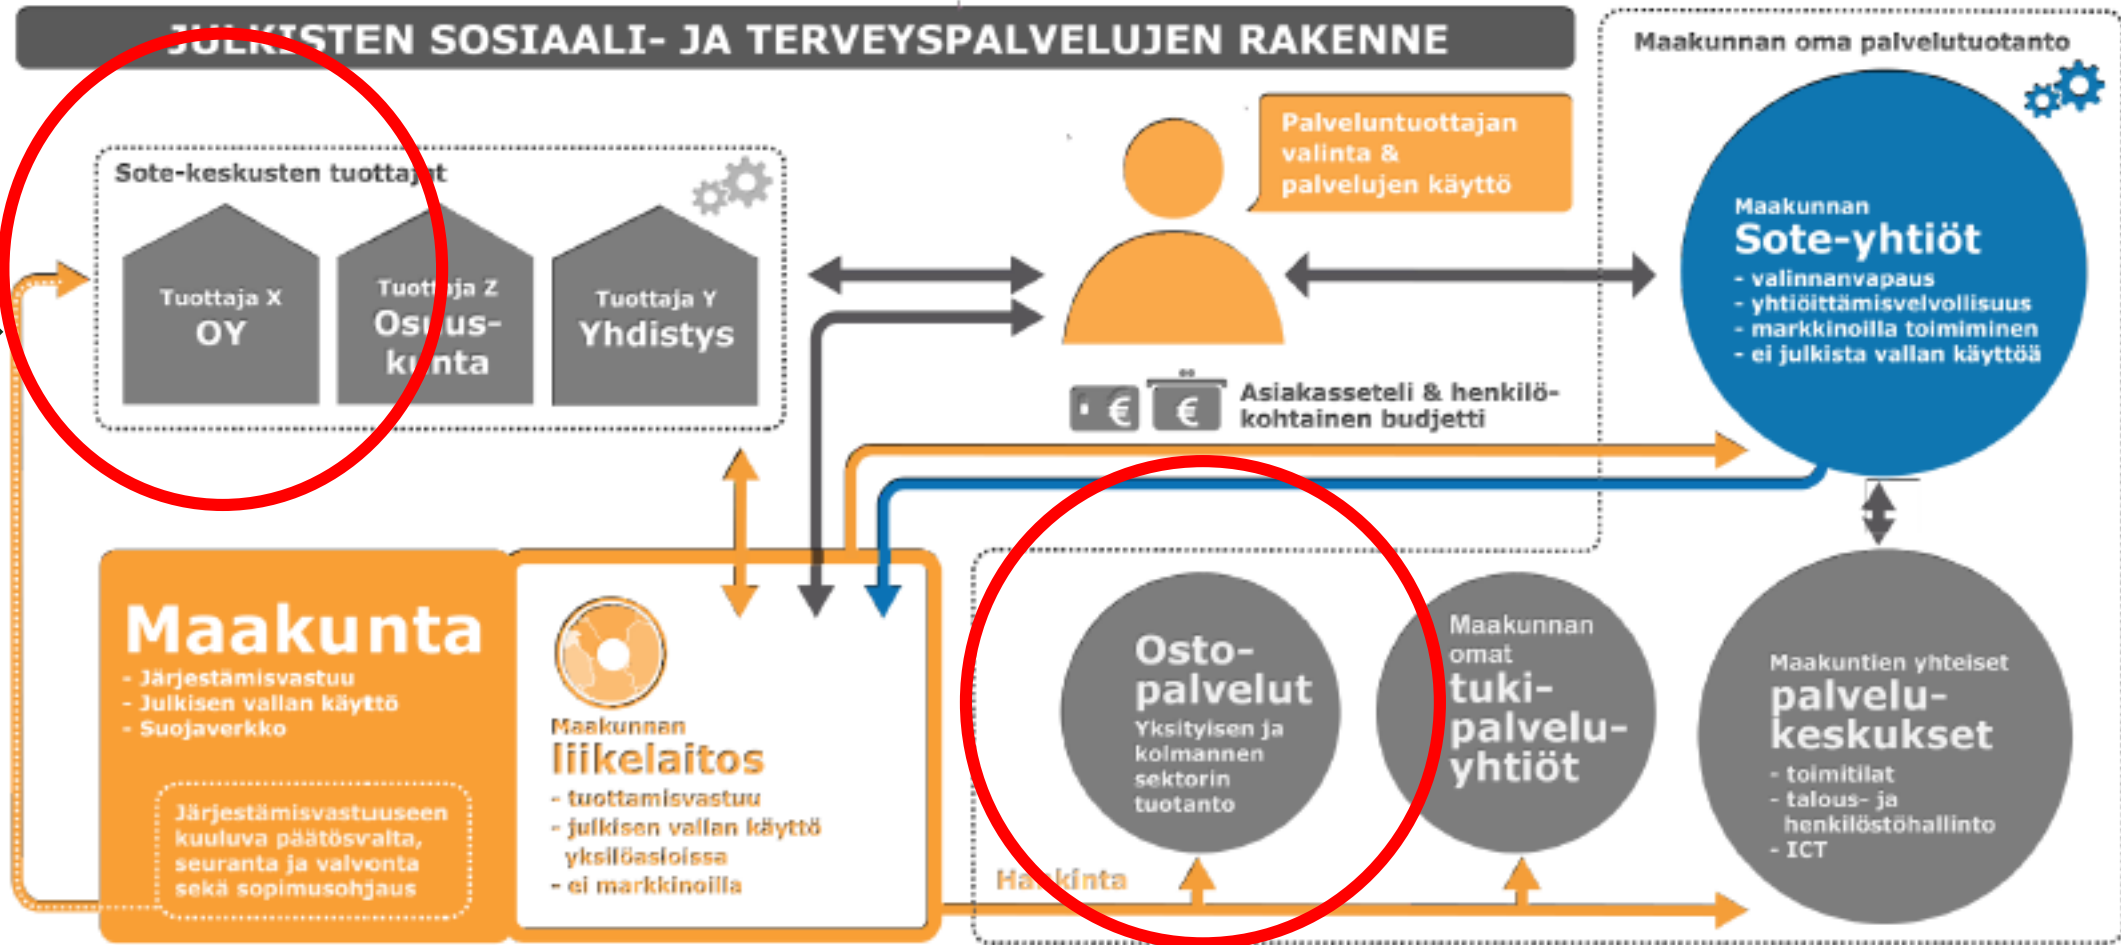 JULKISTEN SOSIAALI- JA TERVEYSPALVELUJEN RAKENNE
Maakunnan oma palvelutuotanto
Sote-keskusten tuottajat
Tuottaja X
OY
Tuottaja Z
Osuus-
kunta
Tuottaja Y
Yhdistys
Palveluntuottajan
valinta &
palvelujen käyttö
€
€
Asiakasseteli & henkilö-
kohtainen budjetti
Maakunnan
Sote-yhtiöt
- valinnanvapaus
- yhtiöittämisvelvollisuus
- markkinoilla toimiminen
- ei julkista vallan käyttöä
Maakunta
- Järjestämisvastuu
- Julkisen vallan käyttö
- Suojaverkko
Järjestämisvastuuseen
kuuluva päätösvalta,
seuranta ja valvonta
sekä sopimusohjaus
Maakunnan
liikelaitos
- tuottamisvastuu
- julkisen vallan käyttö
yksilöasioissa
- ei markkinoilla
Hankinta
Osto-
palvelut
Yksityisen ja
kolmannen
sektorin
tuotanto
Maakunnan
omat
tuki-
palvelu-
yhtiöt
Maakuntien yhteiset
palvelu-
keskukset
- toimitilat
- talous- ja
henkilöstöhallinto
- ICT